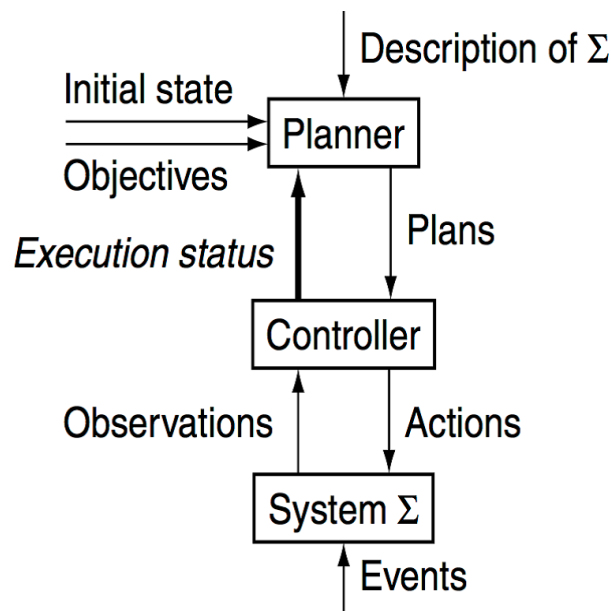 Description of Σ
Initial state
Planner
Objectives
Execution status
Plans
Controller
Observations
Actions
System Σ
Events